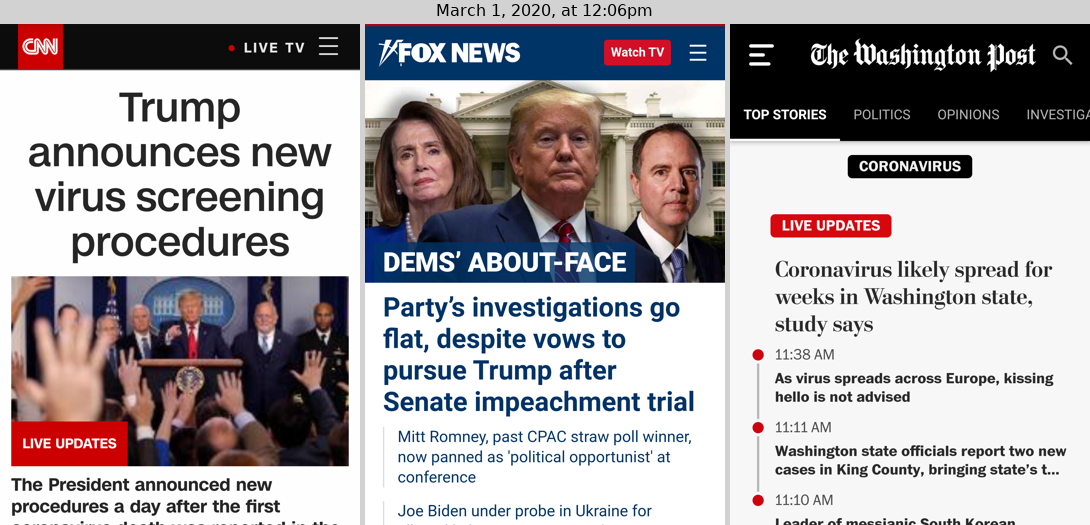 March 1, 2020, at 12:06pm
CNN
LIVE TV
Trump
announces new
virus screening
procedures
LIVE UPDATES
The President announced new
procedures a day after the first
coronavirus death was reported in the
FOX NEWS
Watch TV
DEMS' ABOUT-FACE
Party's investigations go
flat, despite vows to
pursue Trump after
Senate impeachment trial
Mitt Romney, past CPAC straw poll winner,
now panned as 'political opportunist' at
conference
Joe Biden under probe in Ukraine for
The Washington Post
TOP STORIES
POLITICS
OPINIONS
INVESTIGA
CORONAVIRUS
LIVE UPDATES
Coronavirus likely spread for
weeks in Washington state,
study says
11:38 AM
As virus spreads across Europe, kissing
hello is not advised
11:11 AM
Washington state officials report two new
cases in King County, bringing state's t...
11:10 AM
Leader of messianic South Korean